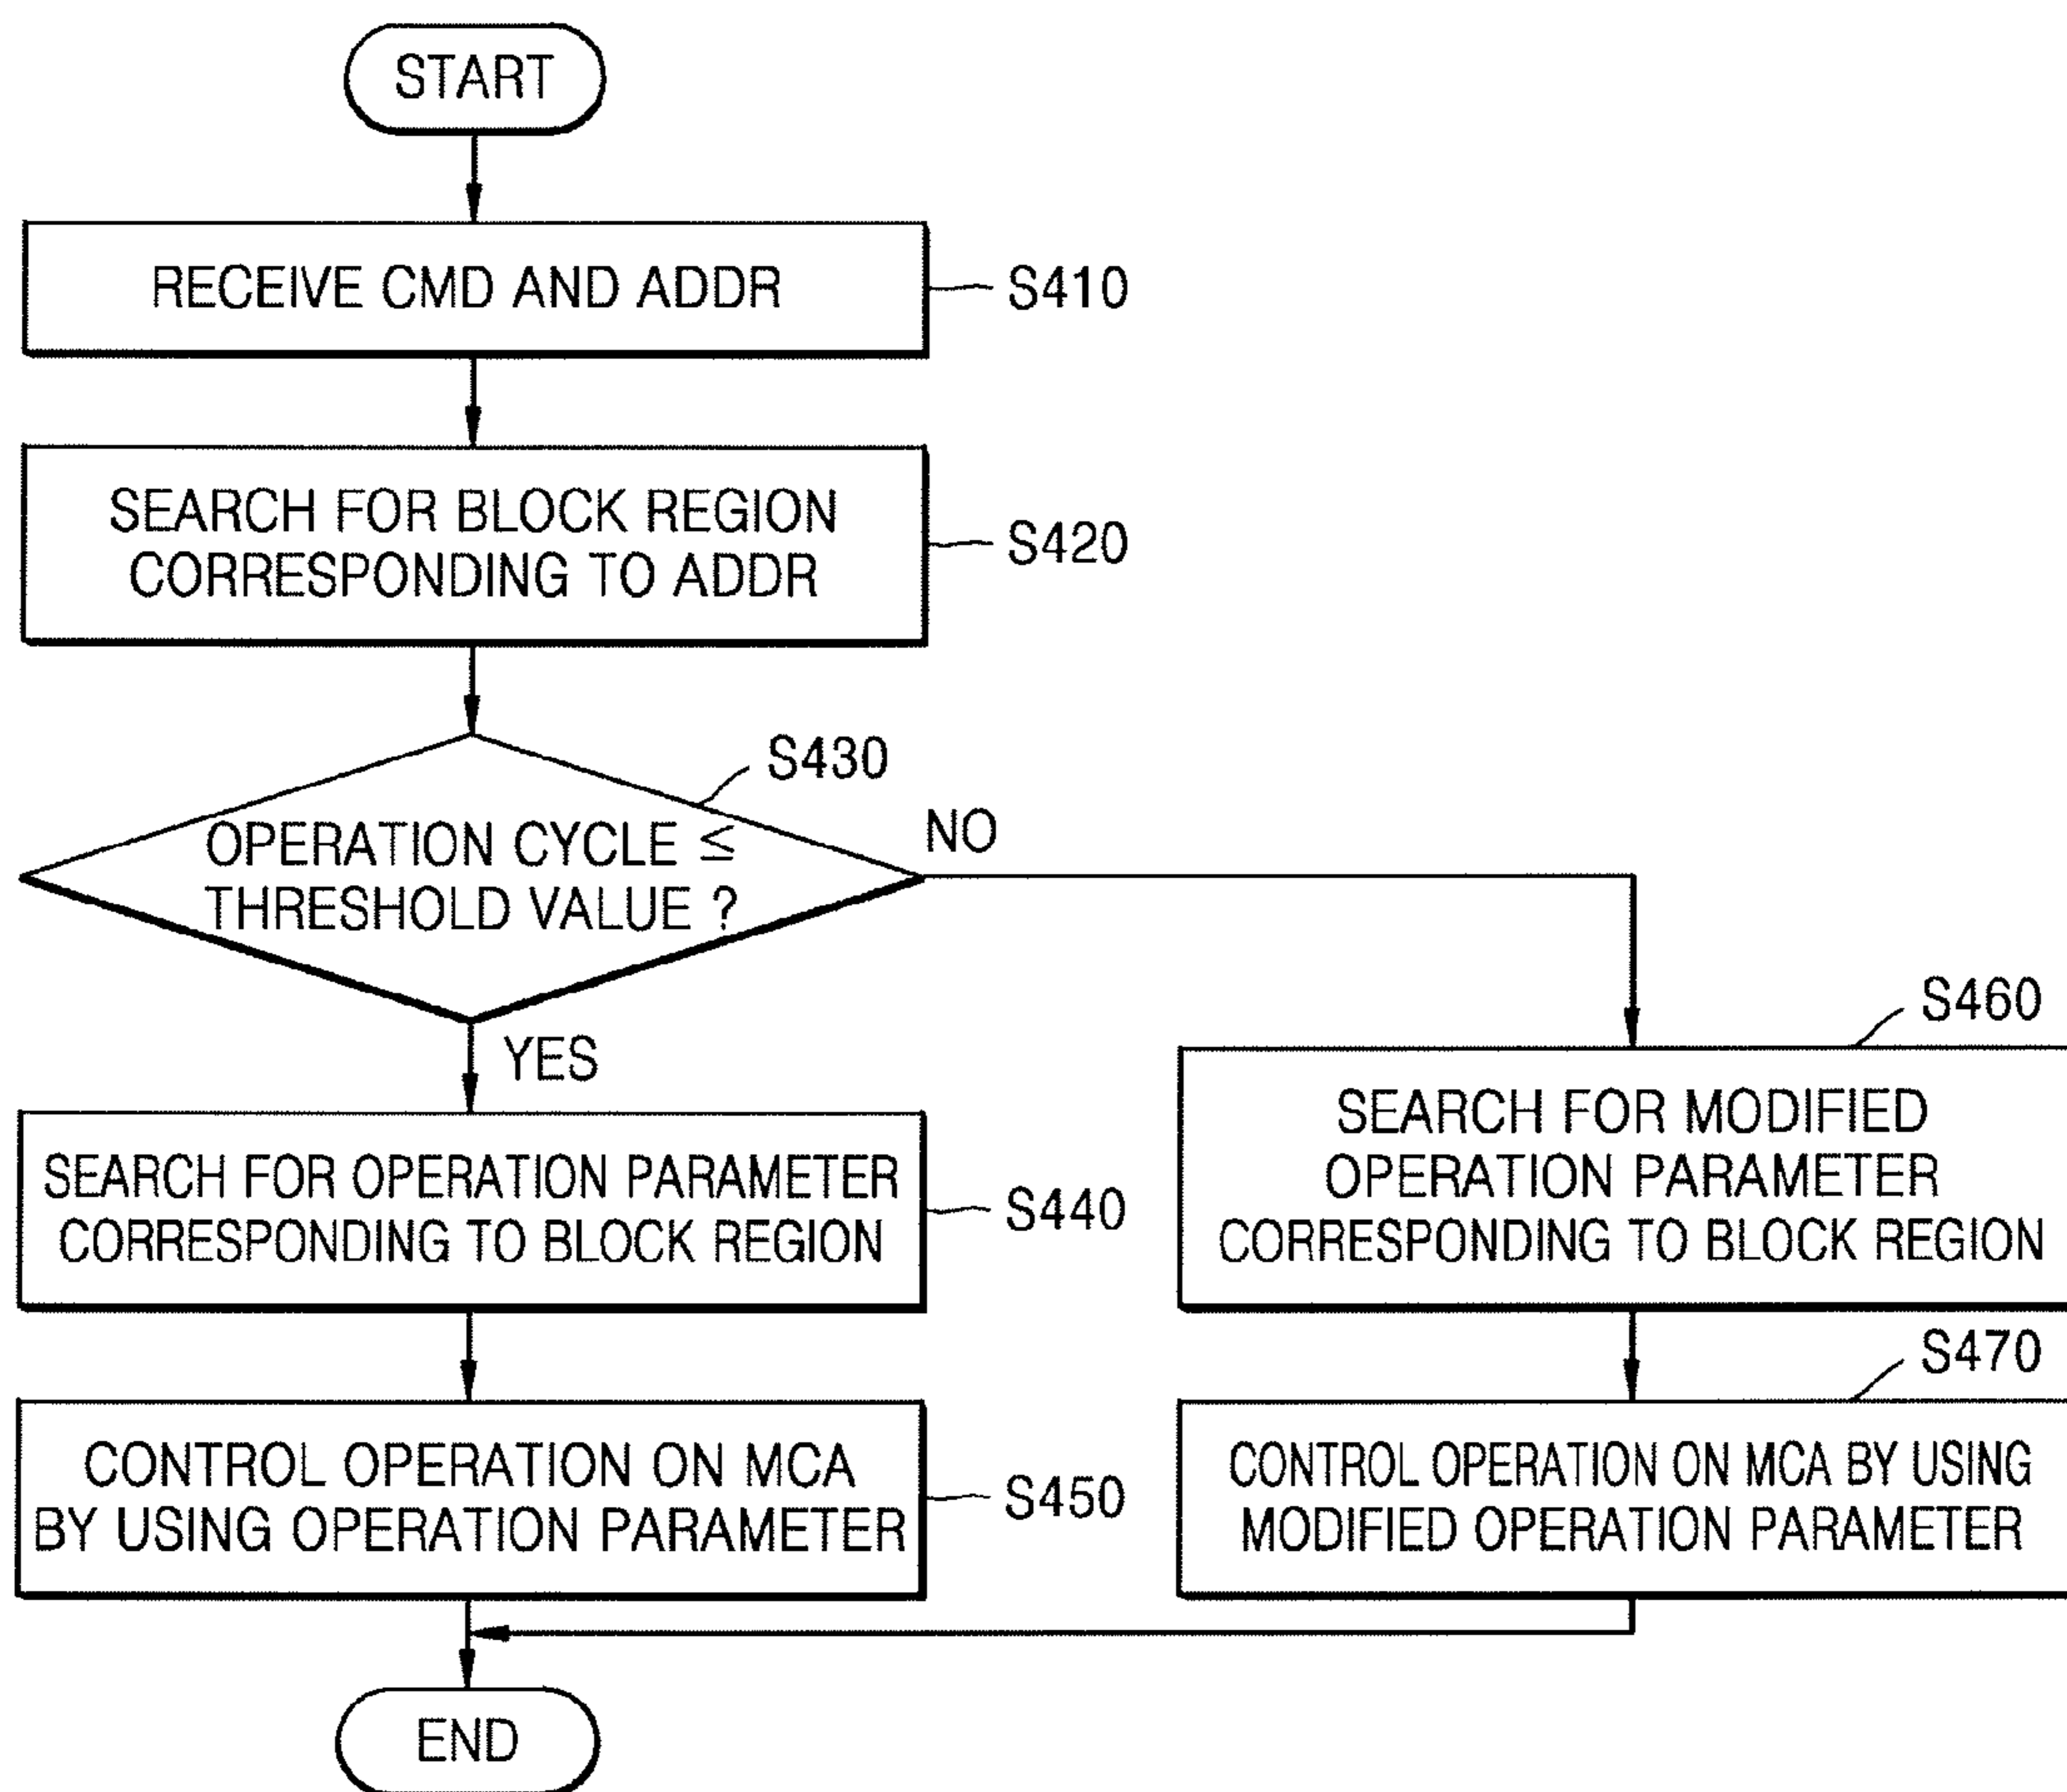 START
RECEIVE CMD AND ADDR
S410
SEARCH FOR BLOCK REGION
CORRESPONDING TO ADDR
S420
S430
OPERATION CYCLE ≤
THRESHOLD VALUE ?
NO
YES
SEARCH FOR OPERATION PARAMETER
CORRESPONDING TO BLOCK REGION
S440
CONTROL OPERATION ON MCA
BY USING OPERATION PARAMETER
S450
S460
SEARCH FOR MODIFIED
OPERATION PARAMETER
CORRESPONDING TO BLOCK REGION
S470
CONTROL OPERATION ON MCA BY USING
MODIFIED OPERATION PARAMETER
END